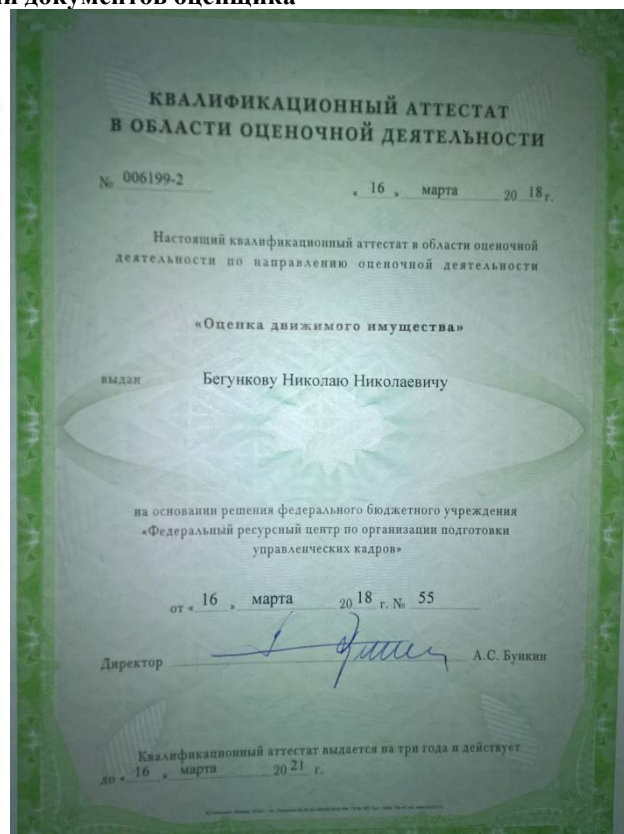 документов оценщика
КВАЛИФИКАЦИОННЫЙ АТТЕСТАТ
В ОБЛАСТИ ОЦЕНОЧНОЙ ДЕЯТЕЛЬНОСТИ
№ 006199-2 « 16 » марта 20 18 г.
Настоящий квалификационный аттестат в области оценочной
деятельности по направлению оценочной деятельности
«Оценка движимого имущества»
выдан Бегункову Николаю Николаевичу
на основании решения федерального бюджетного учреждения
«Федеральный ресурсный центр по организации подготовки
управленческих кадров»
от « 16 » марта 20 18 г. № 55
Директор А.С. Бункин
Квалификационный аттестат выдается на три года и действует
до « 16 » марта 20 21 г.